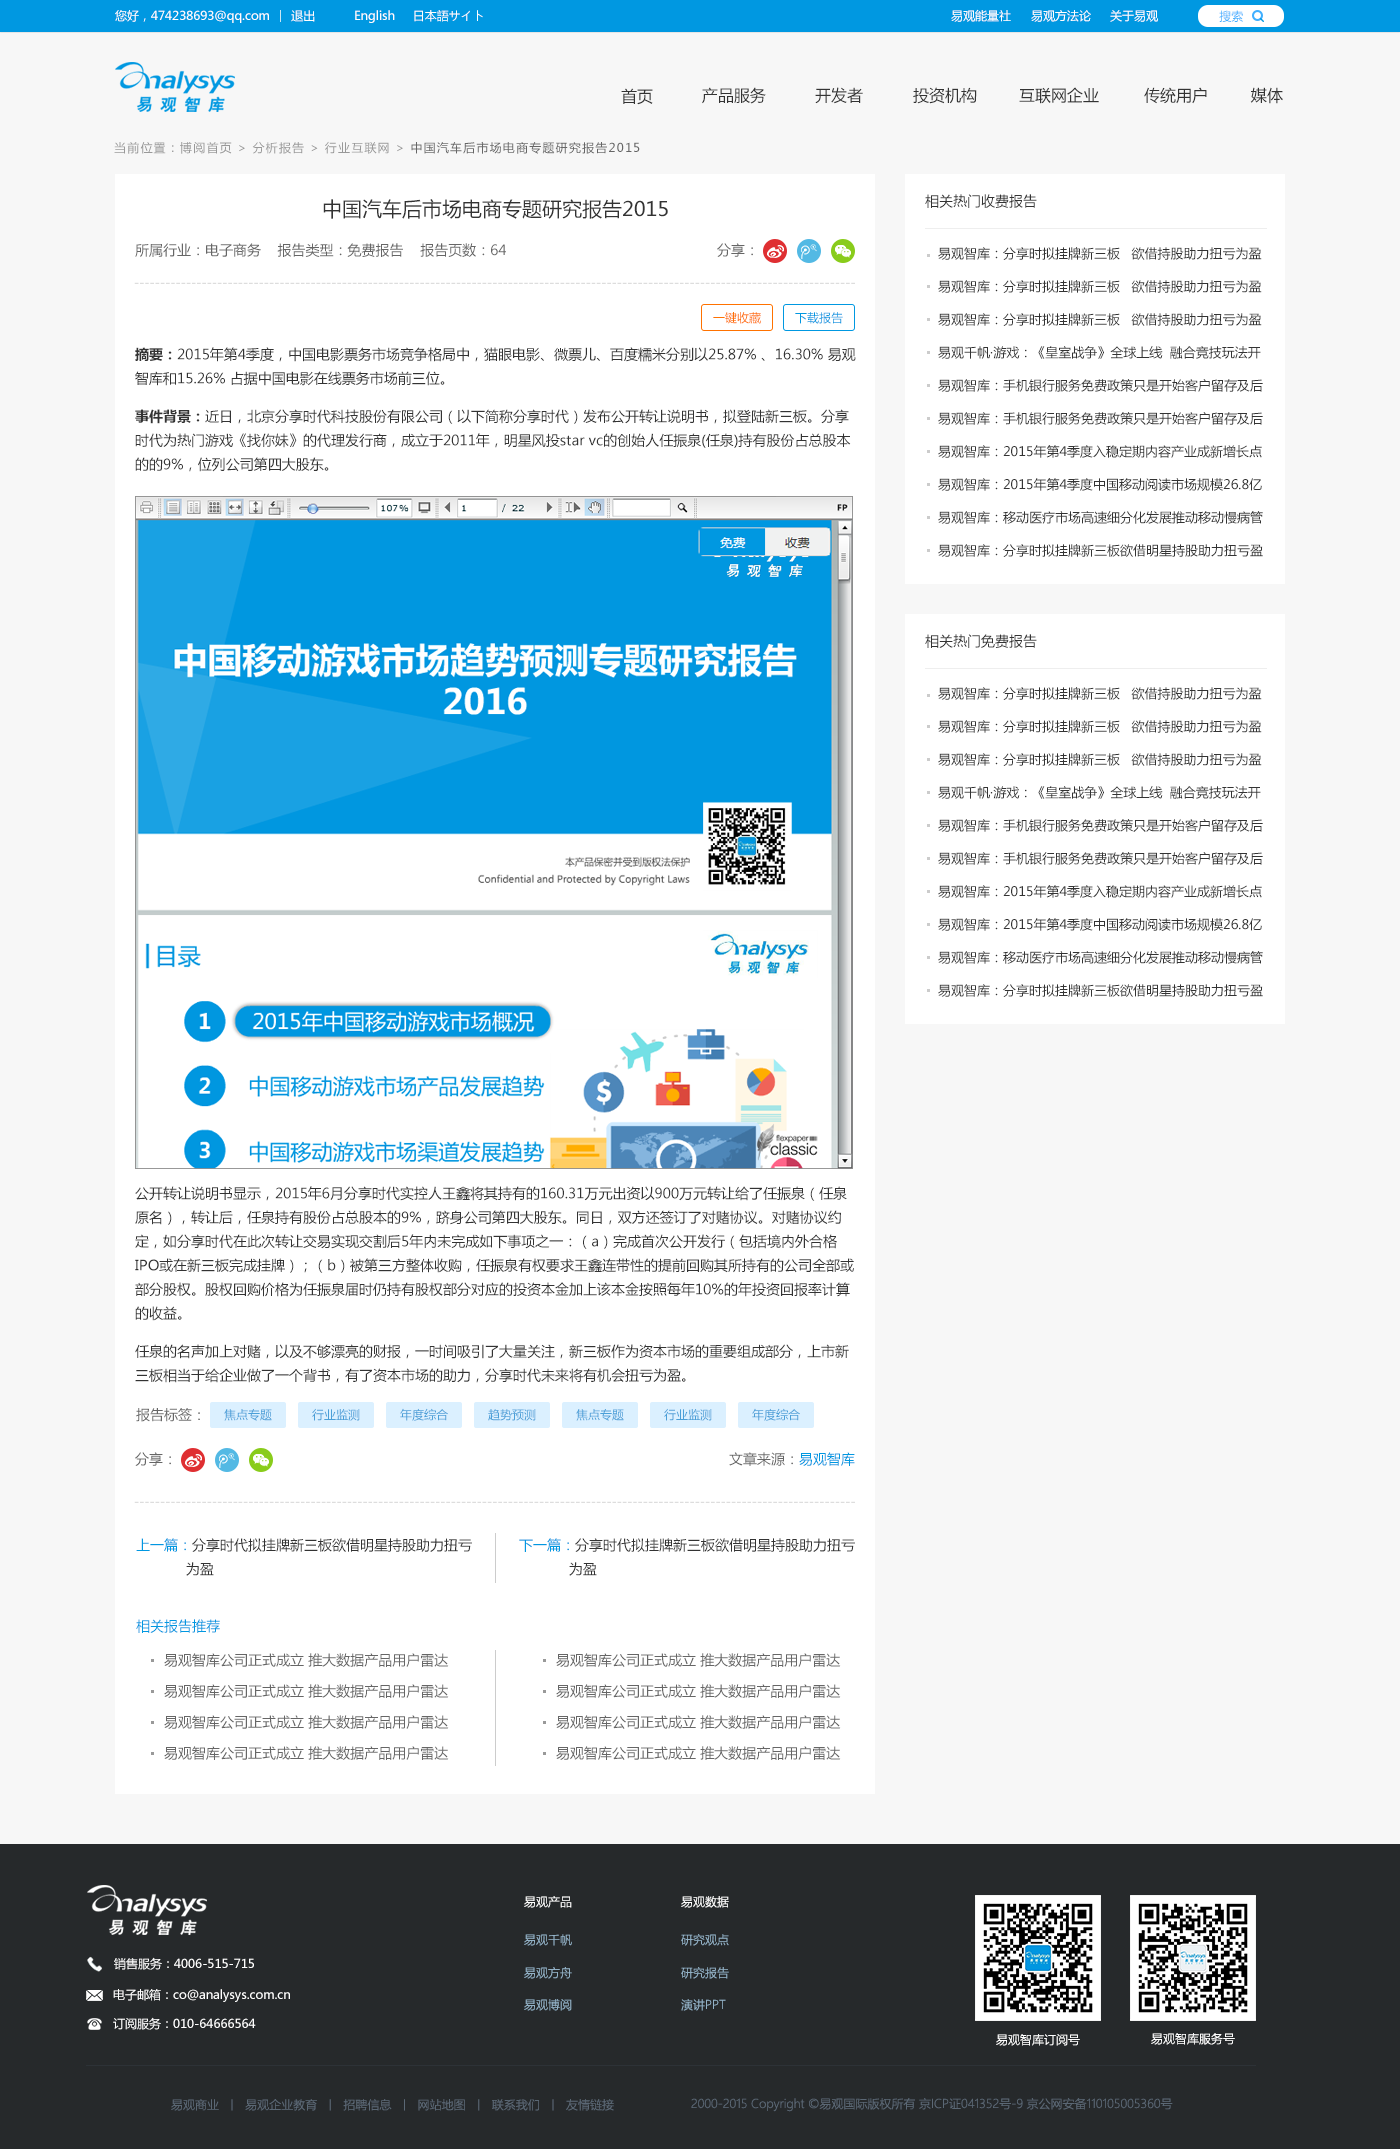 您好，474238693@qq.com | 退出 English 日本語サイト 易观能量社 易观方法论 关于易观 搜索
Analysys
易观智库
首页 产品服务 开发者 投资机构 互联网企业 传统用户 媒体
当前位置：博阅首页 > 分析报告 > 行业互联网 > 中国汽车后市场电商专题研究报告2015
中国汽车后市场电商专题研究报告2015
所属行业：电子商务 报告类型：免费报告 报告页数：64 分享：
一键收藏 下载报告
摘要：2015年第4季度，中国电影票务市场竞争格局中，猫眼电影、微票儿、百度糯米分别以25.87% 、16.30% 易观
智库和15.26% 占据中国电影在线票务市场前三位。
事件背景：近日，北京分享时代科技股份有限公司（以下简称分享时代）发布公开转让说明书，拟登陆新三板。分享
时代为热门游戏《找你妹》的代理发行商，成立于2011年，明星风投star vc的创始人任振泉(任泉)持有股份占总股本
的的9%，位列公司第四大股东。
107% 1 / 22 FP
免费 收费
易观智库
中国移动游戏市场趋势预测专题研究报告
2016
本产品保密并受到版权法保护
Confidential and Protected by Copyright Laws
目录
Analysys
易观智库
1 2015年中国移动游戏市场概况
2 中国移动游戏市场产品发展趋势
3 中国移动游戏市场渠道发展趋势
$
flexpaper
classic
公开转让说明书显示，2015年6月分享时代实控人王鑫将其持有的160.31万元出资以900万元转让给了任振泉（任泉
原名），转让后，任泉持有股份占总股本的9%，跻身公司第四大股东。同日，双方还签订了对赌协议。对赌协议约
定，如分享时代在此次转让交易实现交割后5年内未完成如下事项之一：（a）完成首次公开发行（包括境内外合格
IPO或在新三板完成挂牌）；（b）被第三方整体收购，任振泉有权要求王鑫连带性的提前回购其所持有的公司全部或
部分股权。股权回购价格为任振泉届时仍持有股权部分对应的投资本金加上该本金按照每年10%的年投资回报率计算
的收益。
任泉的名声加上对赌，以及不够漂亮的财报，一时间吸引了大量关注，新三板作为资本市场的重要组成部分，上市新
三板相当于给企业做了一个背书，有了资本市场的助力，分享时代未来将有机会扭亏为盈。
报告标签： 焦点专题 行业监测 年度综合 趋势预测 焦点专题 行业监测 年度综合
分享： 文章来源：易观智库
上一篇：分享时代拟挂牌新三板欲借明星持股助力扭亏
为盈
下一篇：分享时代拟挂牌新三板欲借明星持股助力扭亏
为盈
相关报告推荐
易观智库公司正式成立 推大数据产品用户雷达
易观智库公司正式成立 推大数据产品用户雷达
易观智库公司正式成立 推大数据产品用户雷达
易观智库公司正式成立 推大数据产品用户雷达
易观智库公司正式成立 推大数据产品用户雷达
易观智库公司正式成立 推大数据产品用户雷达
易观智库公司正式成立 推大数据产品用户雷达
易观智库公司正式成立 推大数据产品用户雷达
相关热门收费报告
易观智库：分享时拟挂牌新三板 欲借持股助力扭亏为盈
易观智库：分享时拟挂牌新三板 欲借持股助力扭亏为盈
易观智库：分享时拟挂牌新三板 欲借持股助力扭亏为盈
易观千帆·游戏：《皇室战争》全球上线 融合竞技玩法开
易观智库：手机银行服务免费政策只是开始客户留存及后
易观智库：手机银行服务免费政策只是开始客户留存及后
易观智库：2015年第4季度入稳定期内容产业成新增长点
易观智库：2015年第4季度中国移动阅读市场规模26.8亿
易观智库：移动医疗市场高速细分化发展推动移动慢病管
易观智库：分享时拟挂牌新三板欲借明星持股助力扭亏盈
相关热门免费报告
易观智库：分享时拟挂牌新三板 欲借持股助力扭亏为盈
易观智库：分享时拟挂牌新三板 欲借持股助力扭亏为盈
易观智库：分享时拟挂牌新三板 欲借持股助力扭亏为盈
易观千帆·游戏：《皇室战争》全球上线 融合竞技玩法开
易观智库：手机银行服务免费政策只是开始客户留存及后
易观智库：手机银行服务免费政策只是开始客户留存及后
易观智库：2015年第4季度入稳定期内容产业成新增长点
易观智库：2015年第4季度中国移动阅读市场规模26.8亿
易观智库：移动医疗市场高速细分化发展推动移动慢病管
易观智库：分享时拟挂牌新三板欲借明星持股助力扭亏盈
Analysys
易观智库
销售服务：4006-515-715
电子邮箱：co@analysys.com.cn
订阅服务：010-64666564
易观产品
易观千帆
易观方舟
易观博阅
易观数据
研究观点
研究报告
演讲PPT
易观智库订阅号
易观智库服务号
易观商业 | 易观企业教育 | 招聘信息 | 网站地图 | 联系我们 | 友情链接 2000-2015 Copyright ©易观国际版权所有 京ICP证041352号-9 京公网安备110105005360号